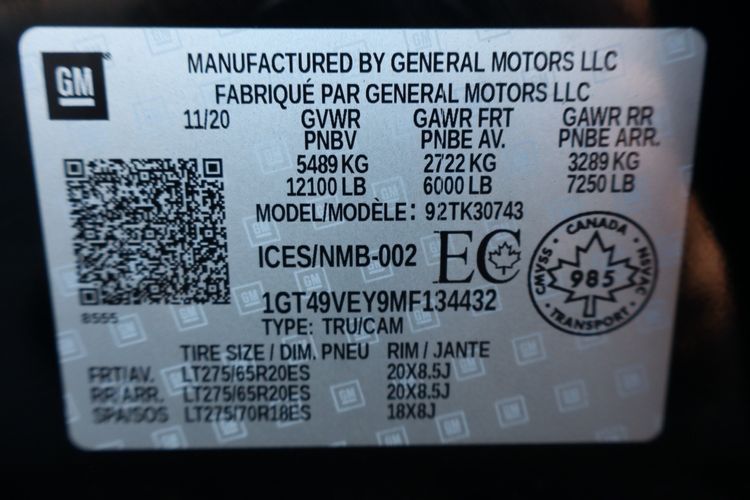 GM
MANUFACTURED BY GENERAL MOTORS LLC
FABRIQUÉ PAR GENERAL MOTORS LLC
11/20 GVWR GAWR FRT GAWR RR
PNBV PNBE AV. PNBE ARR.
5489 KG 2722 KG 3289 KG
12100 LB 6000 LB 7250 LB
MODEL/MODÈLE: 92TK30743
ICES/NMB-002 EC
CANADA
CMVSS 985 NSVAC
TRANSPORT
1GT49VEY9MF134432
8555
TYPE: TRU/CAM
TIRE SIZE / DIM. PNEU RIM / JANTE
FRT/AV. LT275/65R20ES 20X8.5J
RR/ARR. LT275/65R20ES 20X8.5J
SPA/SOS LT275/70R18ES 18X8J